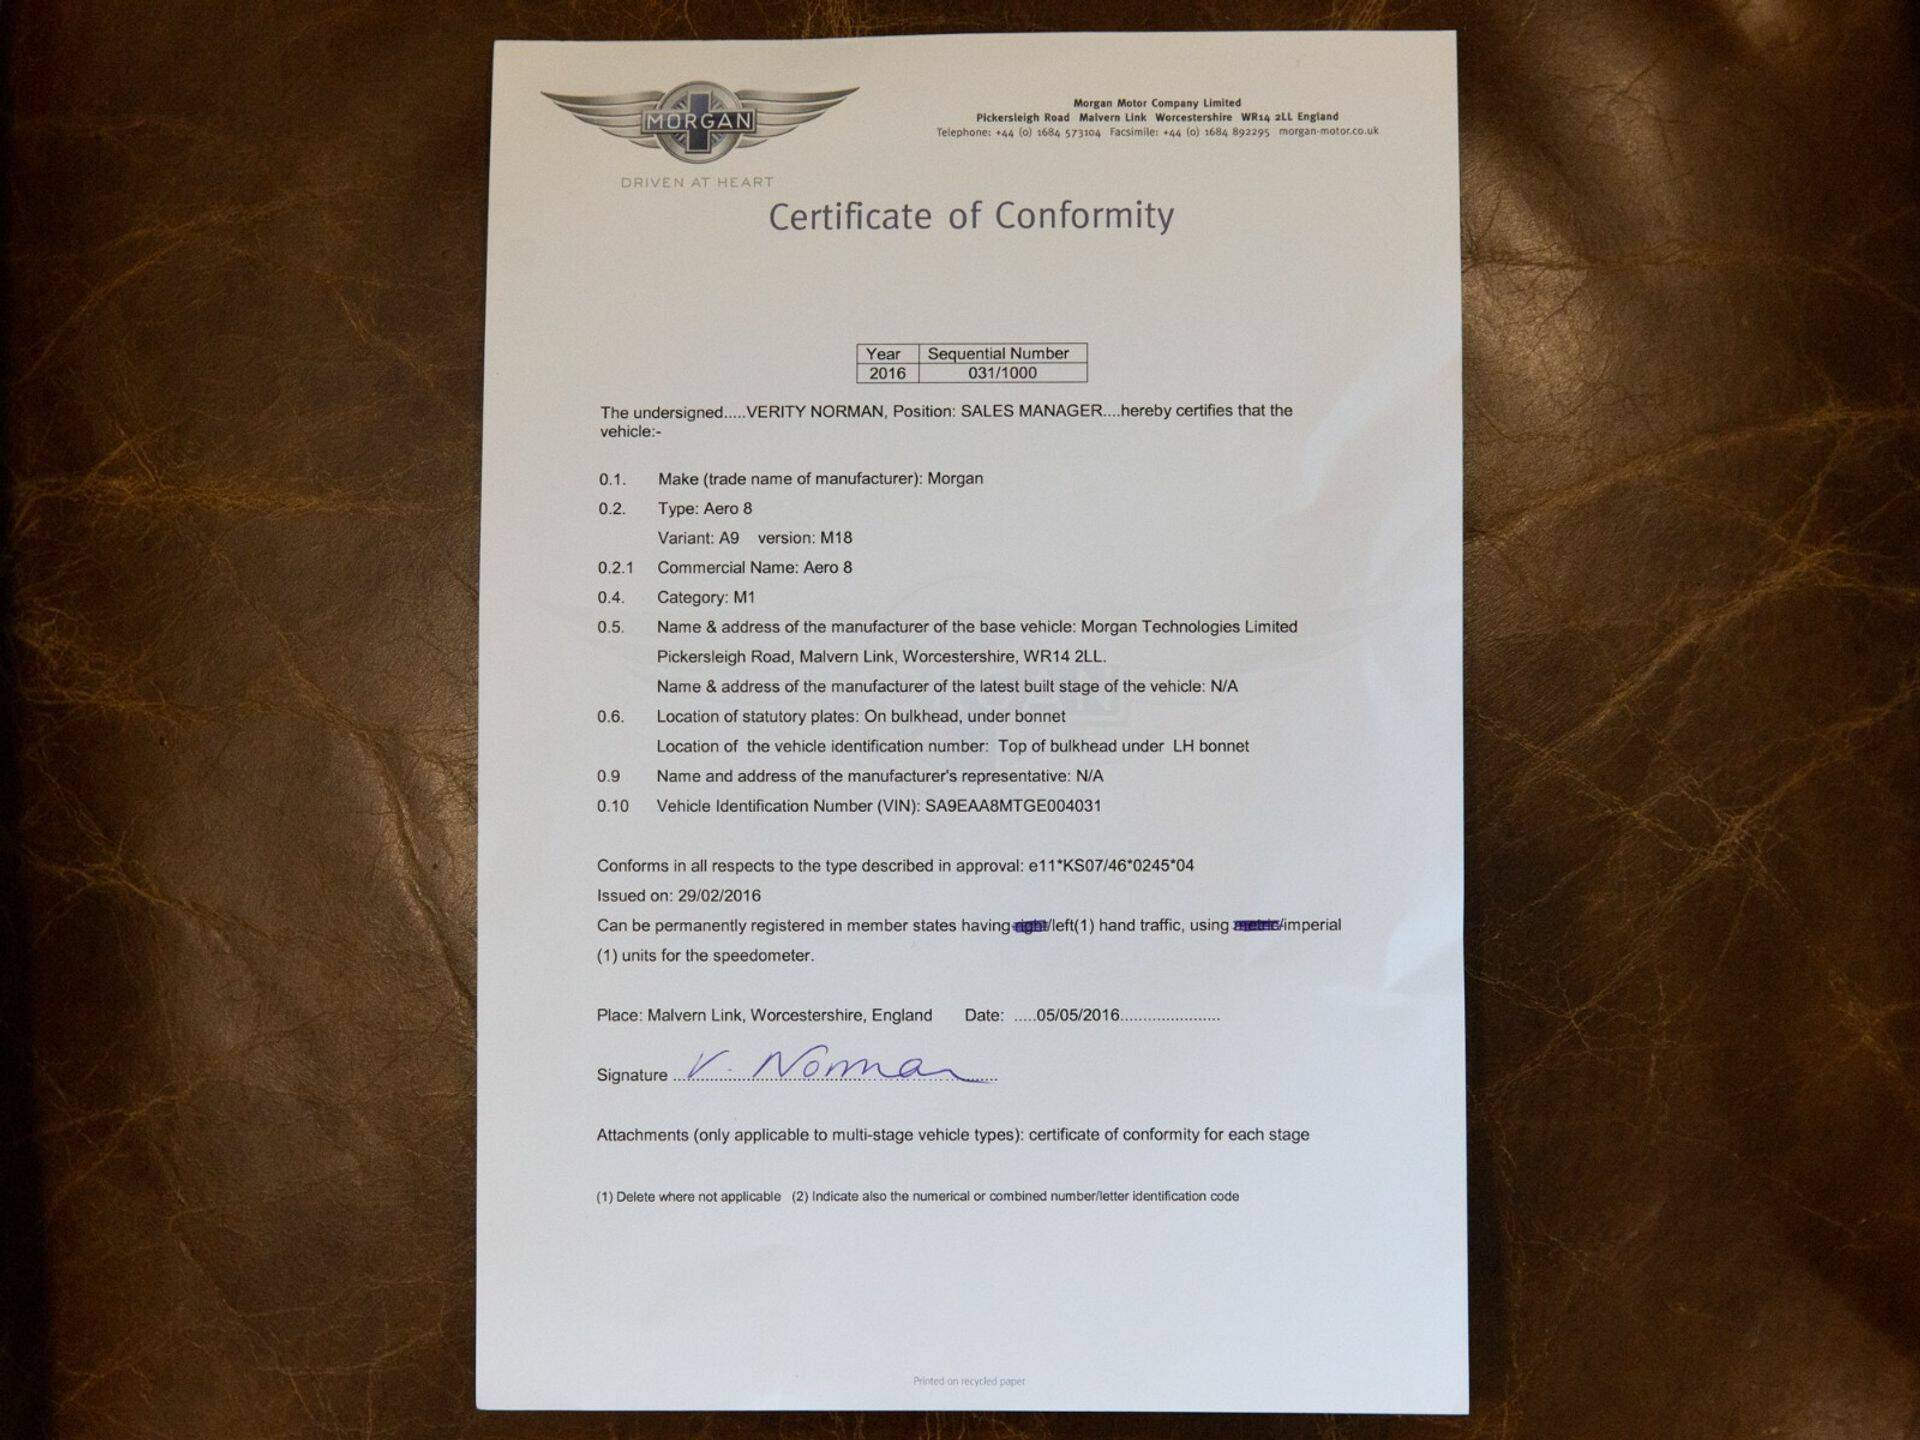 MORGAN
DRIVEN AT HEART
Morgan Motor Company Limited
Pickersleigh Road Malvern Link Worcestershire WR14 2LL England
Telephone: +44 (0) 1684 573104 Facsimile: +44 (0) 1684 892295 morgan-motor.co.uk
Certificate of Conformity
Year Sequential Number
2016 031/1000
The undersigned.....VERITY NORMAN, Position: SALES MANAGER....hereby certifies that the
vehicle:-
0.1. Make (trade name of manufacturer): Morgan
0.2. Type: Aero 8
Variant: A9 version: M18
0.2.1 Commercial Name: Aero 8
0.4. Category: M1
0.5. Name & address of the manufacturer of the base vehicle: Morgan Technologies Limited
Pickersleigh Road, Malvern Link, Worcestershire, WR14 2LL.
Name & address of the manufacturer of the latest built stage of the vehicle: N/A
0.6. Location of statutory plates: On bulkhead, under bonnet
Location of the vehicle identification number: Top of bulkhead under LH bonnet
0.9 Name and address of the manufacturer's representative: N/A
0.10 Vehicle Identification Number (VIN): SA9EAA8MTGE004031
Conforms in all respects to the type described in approval: e11*KS07/46*0245*04
Issued on: 29/02/2016
Can be permanently registered in member states having right/left(1) hand traffic, using metric/imperial
(1) units for the speedometer.
Place: Malvern Link, Worcestershire, England Date: .....05/05/2016......................
Signature V. Norman
Attachments (only applicable to multi-stage vehicle types): certificate of conformity for each stage
(1) Delete where not applicable (2) Indicate also the numerical or combined number/letter identification code
Printed on recycled paper